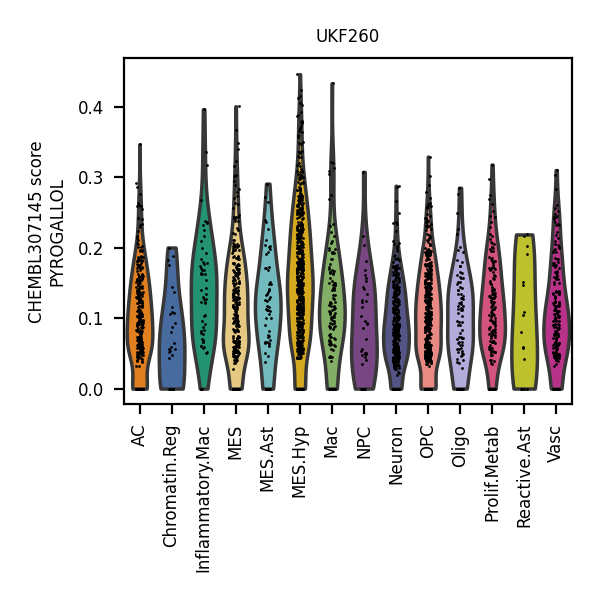 UKF260
CHEMBL307145 score
PYROGALLOL
0.4
0.3
0.2
0.1
0.0
AC
Chromatin.Reg
Inflammatory.Mac
MES
MES.Ast
MES.Hyp
Mac
NPC
Neuron
OPC
Oligo
Prolif.Metab
Reactive.Ast
Vasc